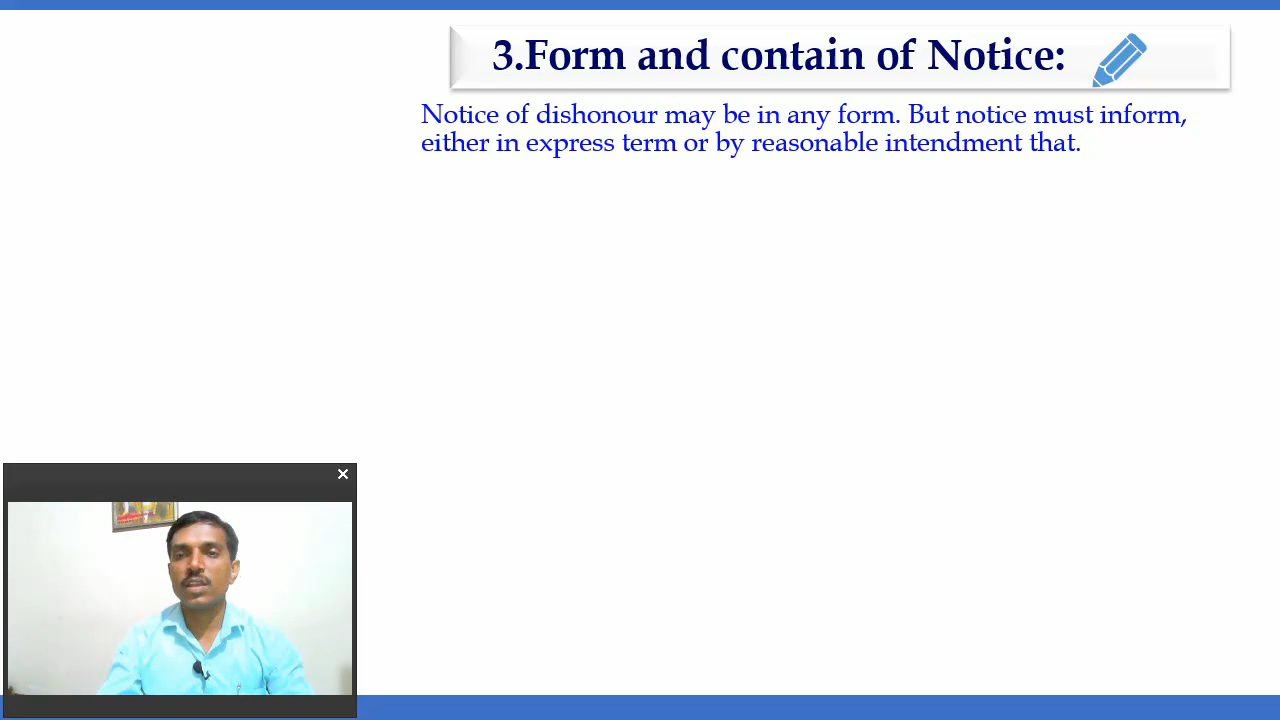 3.Form and contain of Notice:
Notice of dishonour may be in any form. But notice must inform,
either in express term or by reasonable intendment that.